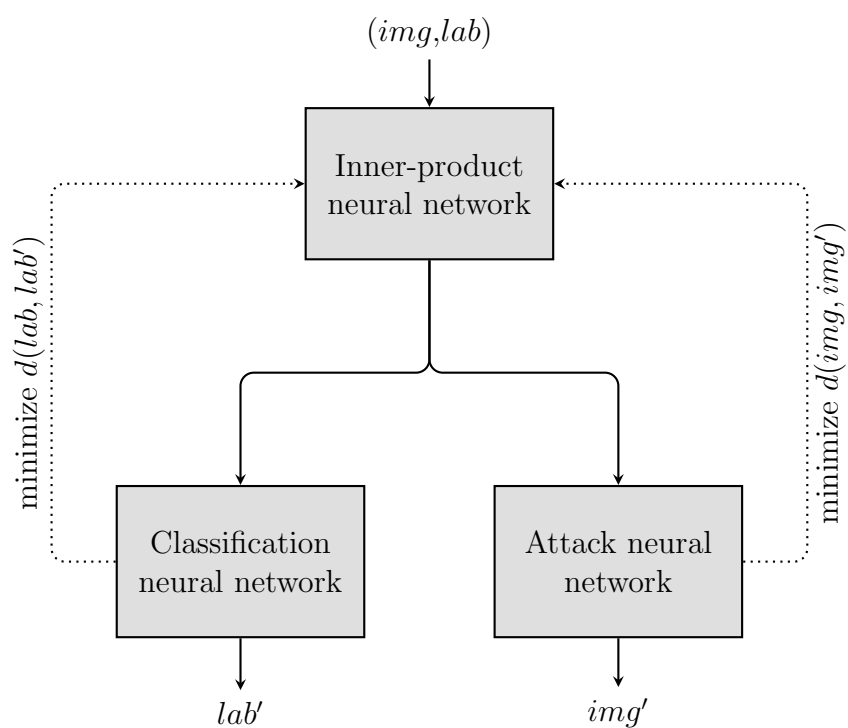 (img,lab)
Inner-product
neural network
minimize d(lab, lab′)
minimize d(img, img′)
Classification
neural network
Attack neural
network
lab′
img′